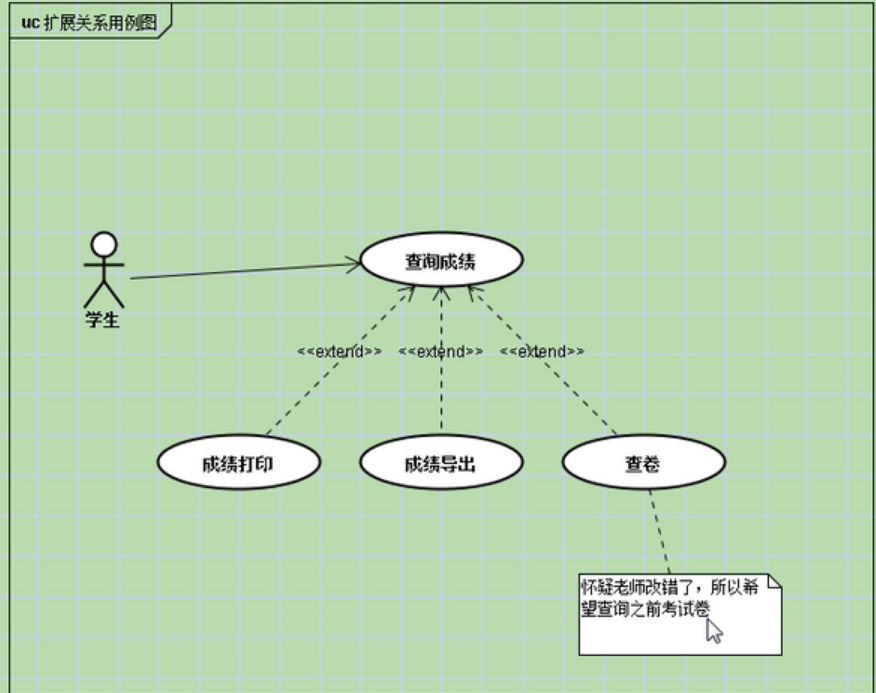 uc 扩展关系用例图
查询成绩
学生
<<extend>> <<extend>> <<extend>>
成绩打印 成绩导出 查卷
怀疑老师改错了，所以希
望查询之前考试卷